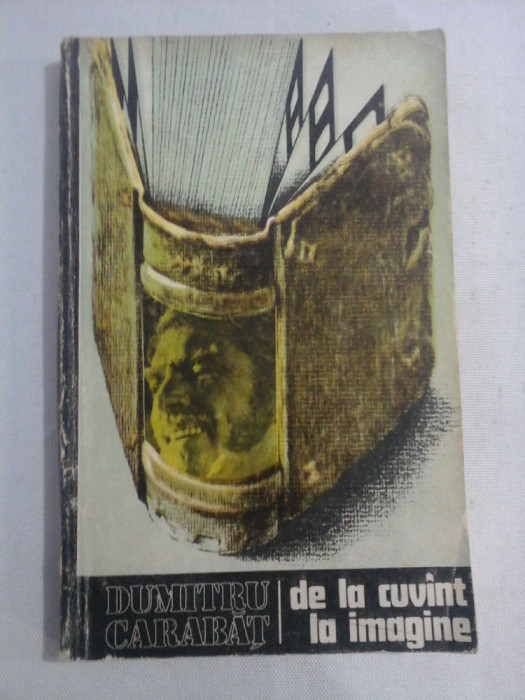 DUMITRU
CARABĂȚ
de la cuvînt
la imagine